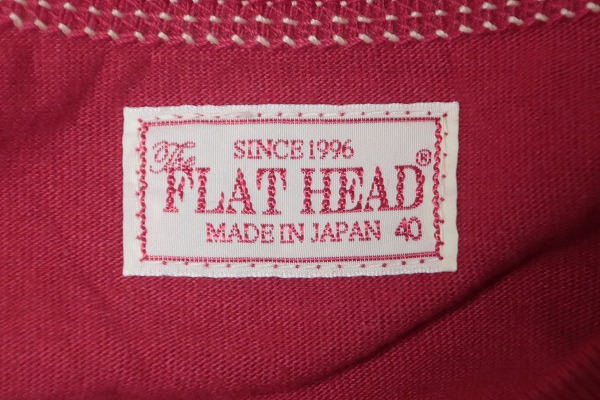 SINCE 1996
The
FLAT HEAD®
MADE IN JAPAN 40